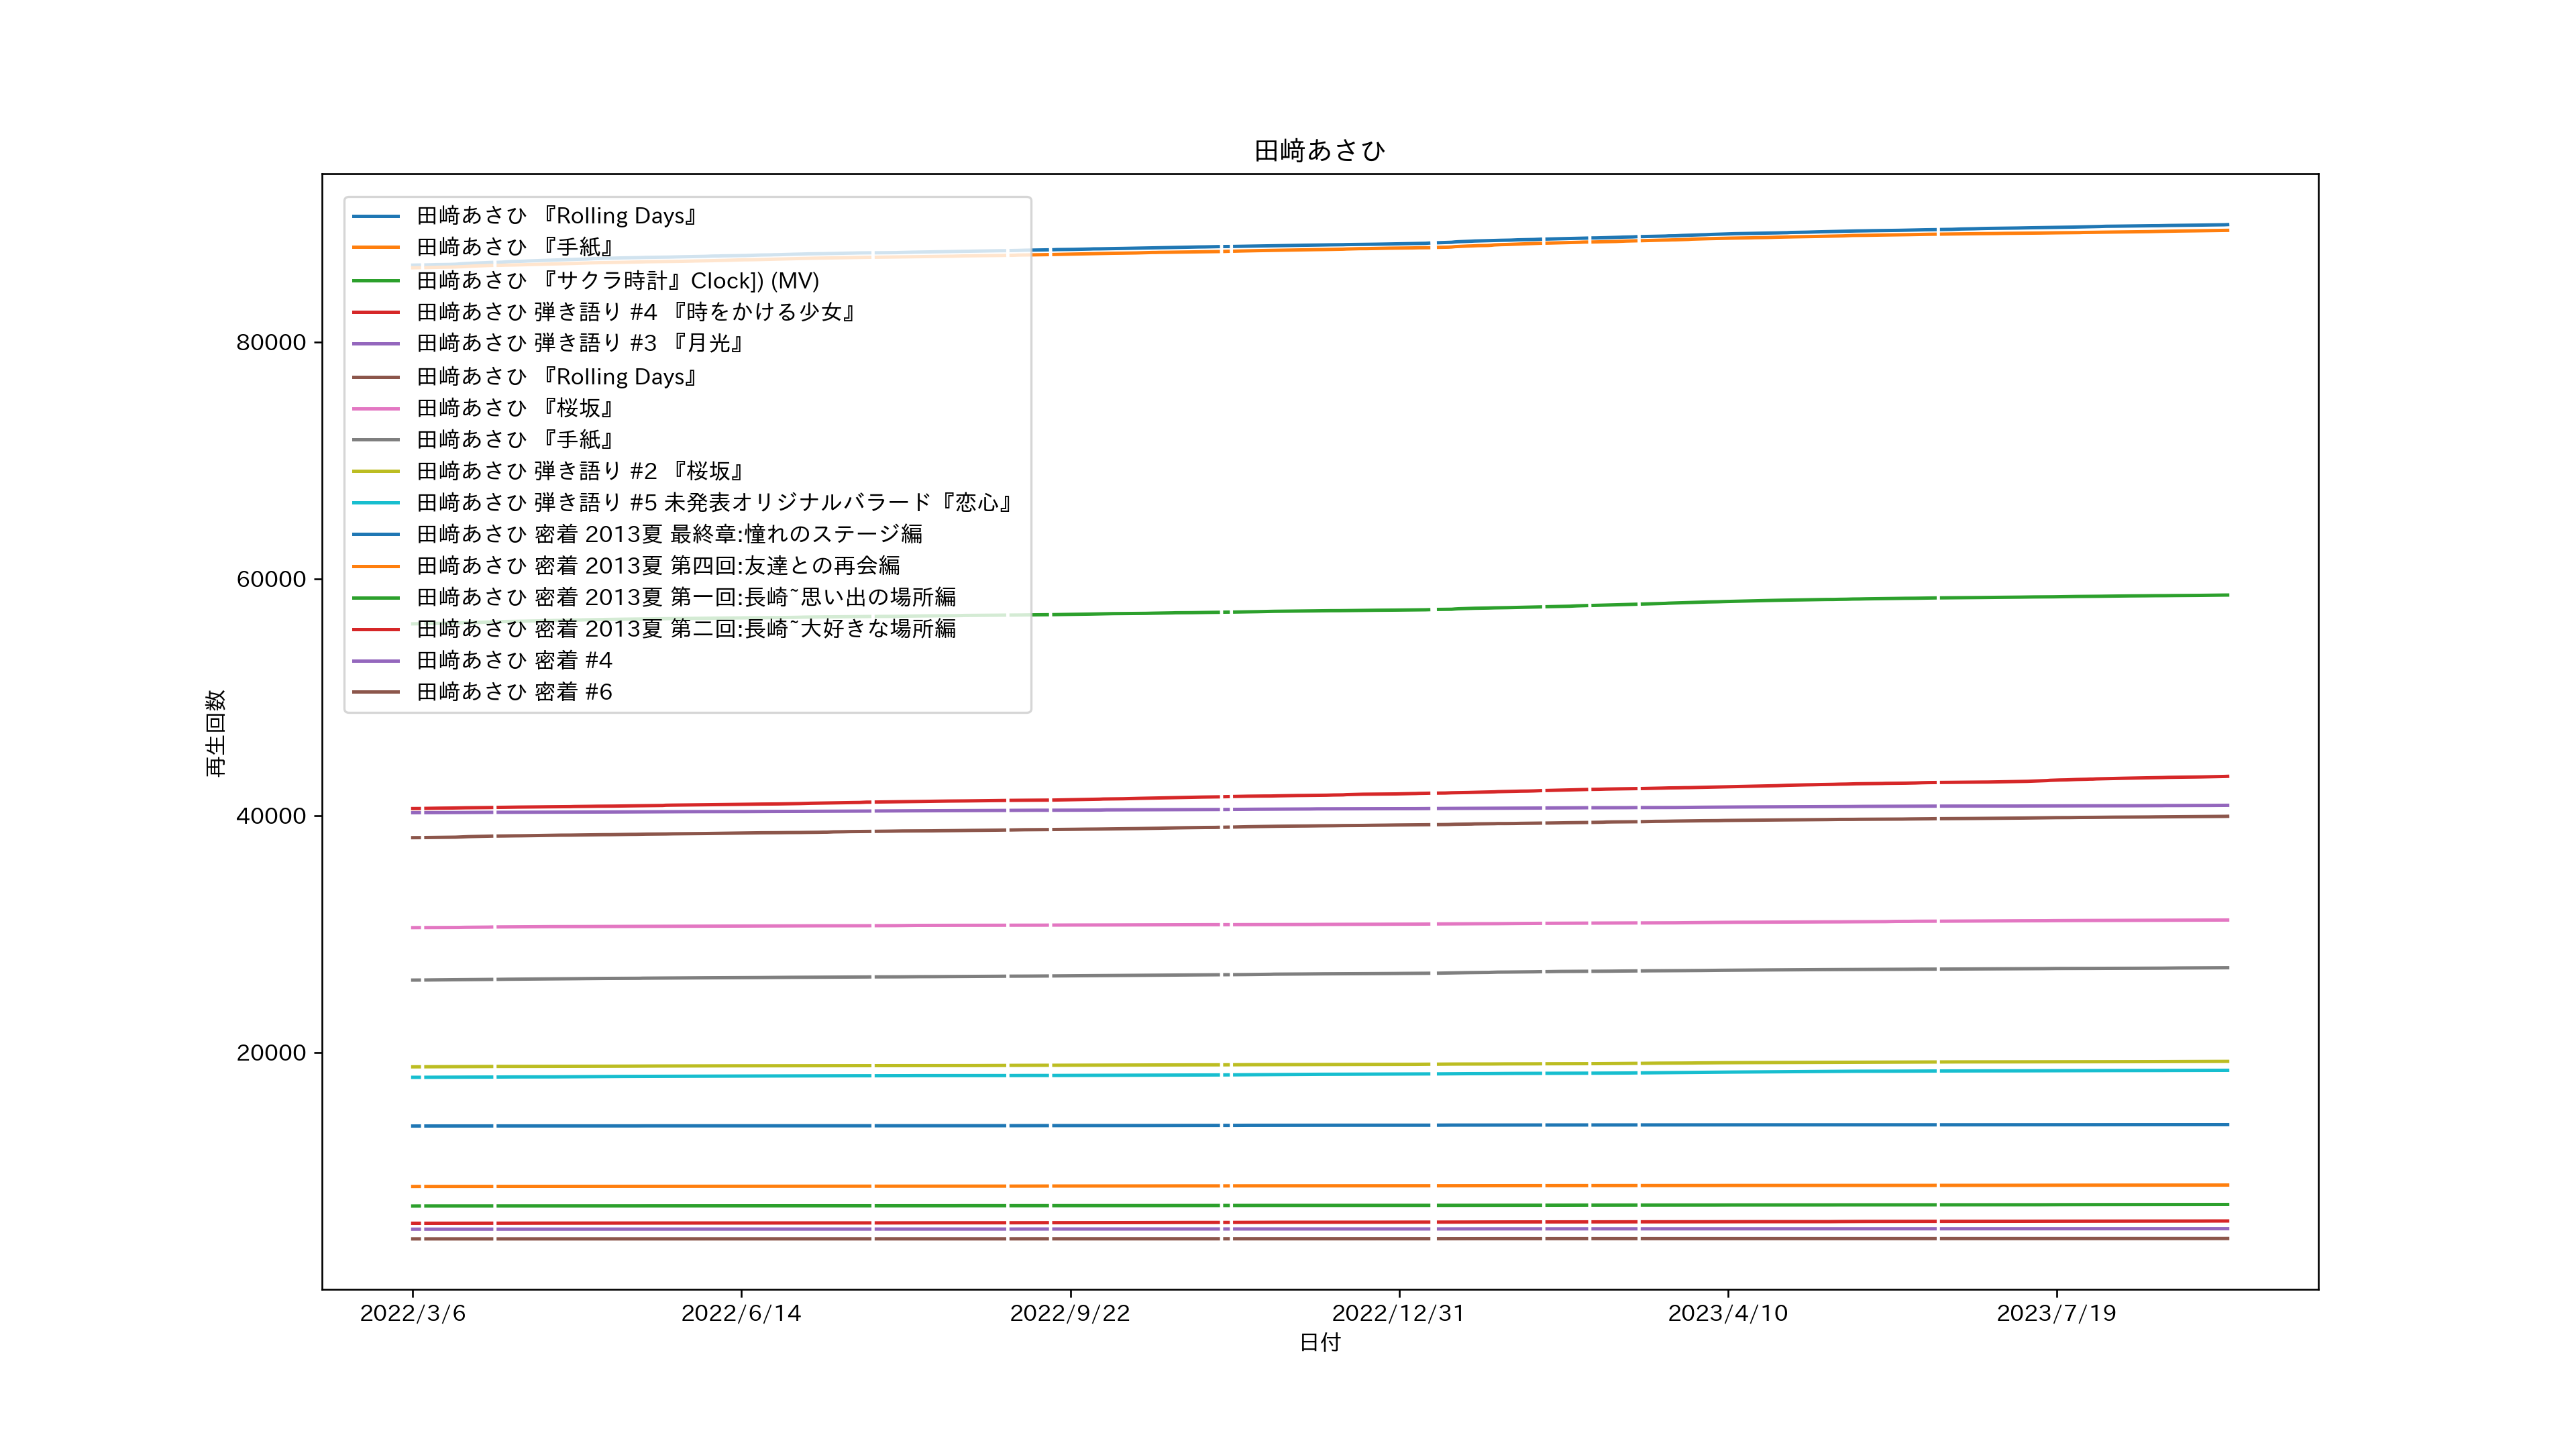 田﨑あさひ
田﨑あさひ 『Rolling Days』
田﨑あさひ 『手紙』
田﨑あさひ 『サクラ時計』Clock]) (MV)
田﨑あさひ 弾き語り #4 『時をかける少女』
田﨑あさひ 弾き語り #3 『月光』
田﨑あさひ 『Rolling Days』
田﨑あさひ 『桜坂』
田﨑あさひ 『手紙』
田﨑あさひ 弾き語り #2 『桜坂』
田﨑あさひ 弾き語り #5 未発表オリジナルバラード『恋心』
田﨑あさひ 密着 2013夏 最終章:憧れのステージ編
田﨑あさひ 密着 2013夏 第四回:友達との再会編
田﨑あさひ 密着 2013夏 第一回:長崎~思い出の場所編
田﨑あさひ 密着 2013夏 第二回:長崎~大好きな場所編
田﨑あさひ 密着 #4
田﨑あさひ 密着 #6
80000
60000
40000
20000
再生回数
2022/3/6
2022/6/14
2022/9/22
2022/12/31
2023/4/10
2023/7/19
日付